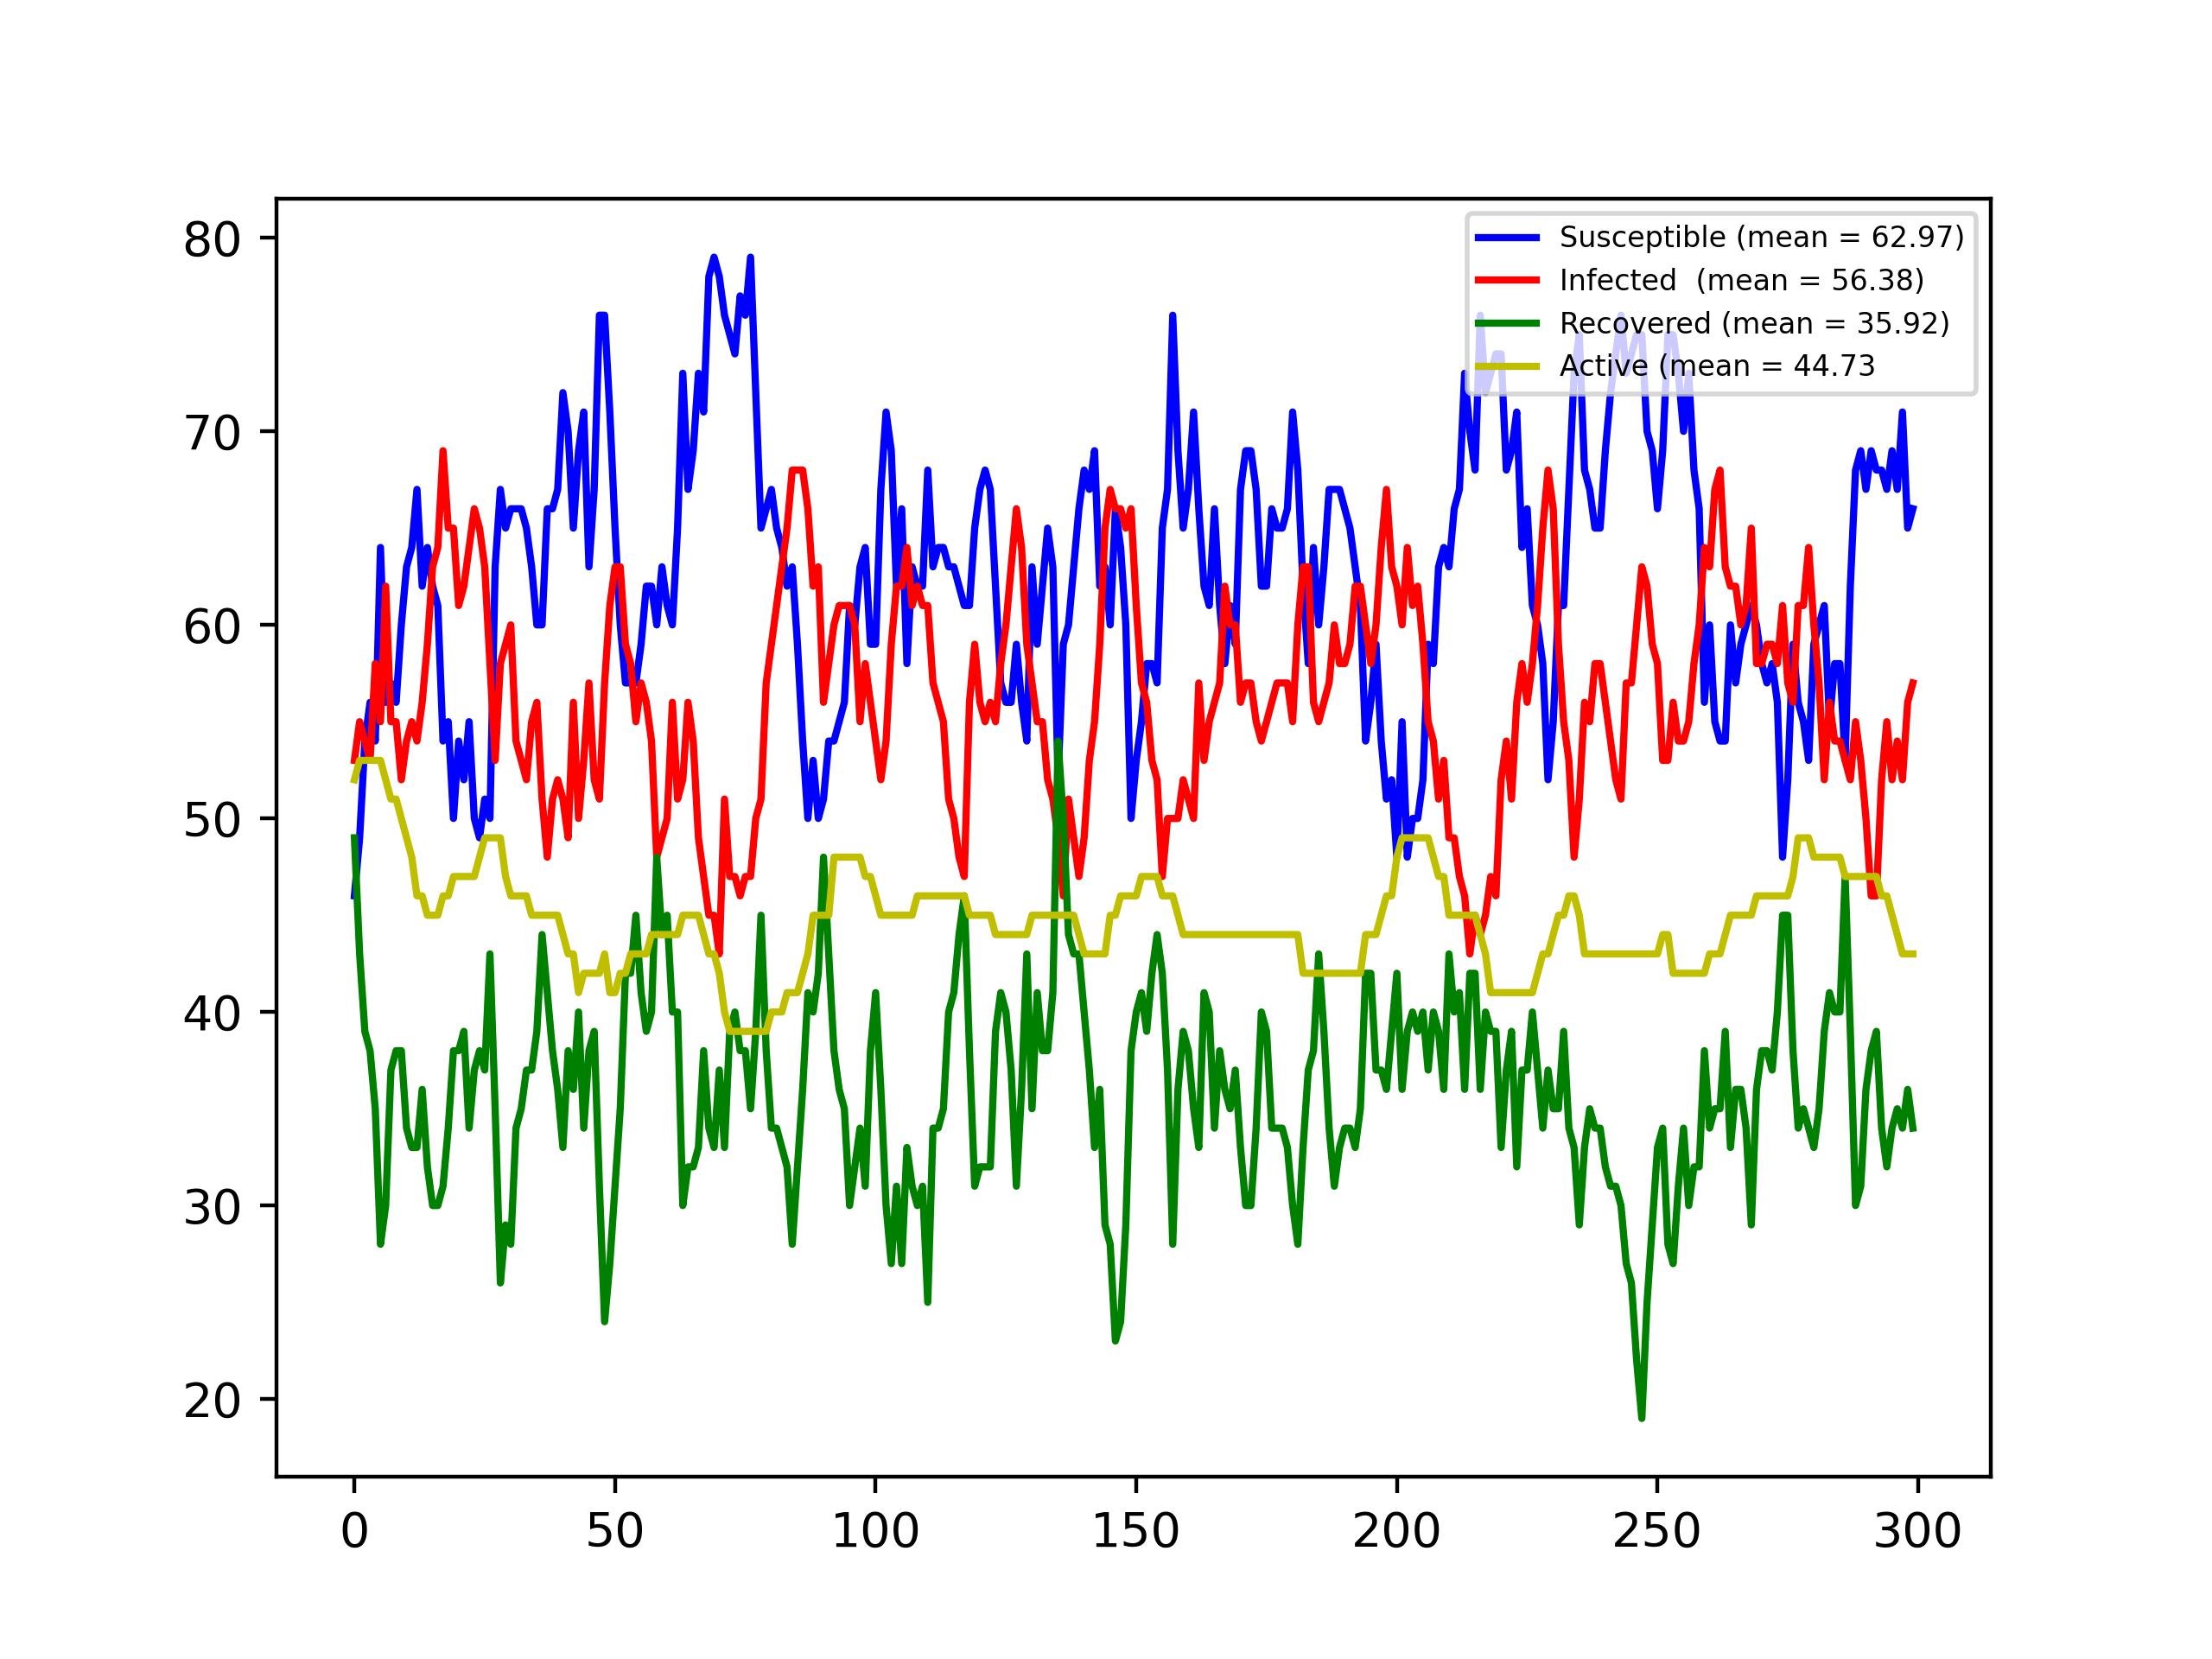 80
70
60
50
40
30
20
0 50 100 150 200 250 300
Susceptible (mean = 62.97)
Infected  (mean = 56.38)
Recovered (mean = 35.92)
Active (mean = 44.73